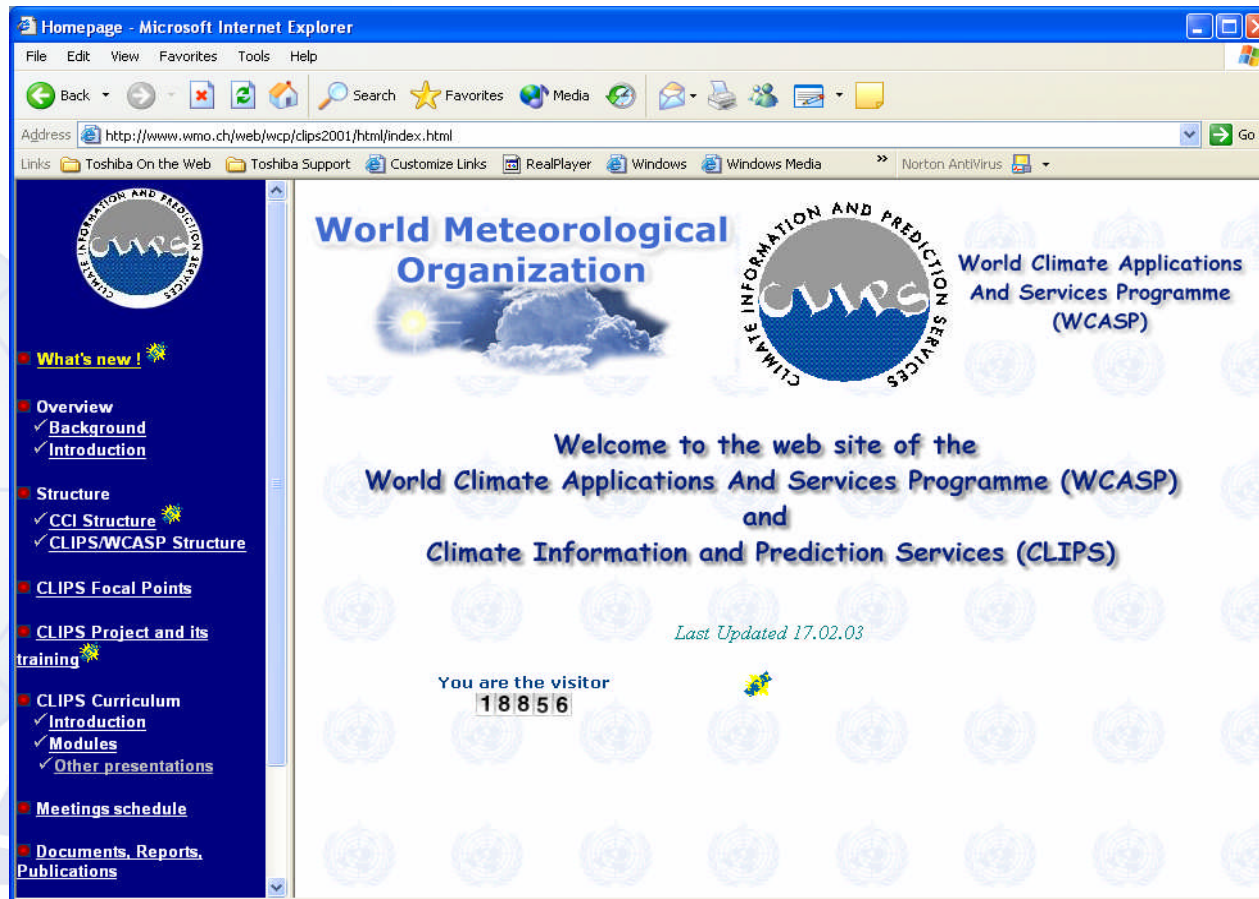 Homepage - Microsoft Internet Explorer
File Edit View Favorites Tools Help
Back Search Favorites Media
Address http://www.wmo.ch/web/wcp/clips2001/html/index.html Go
Links Toshiba On the Web Toshiba Support Customize Links RealPlayer Windows Windows Media » Norton AntiVirus
CLIMATE INFORMATION AND PREDICTION SERVICES
CLIPS
What's new !
Overview
Background
Introduction
Structure
CCI Structure
CLIPS/WCASP Structure
CLIPS Focal Points
CLIPS Project and its
training
CLIPS Curriculum
Introduction
Modules
Other presentations
Meetings schedule
Documents, Reports,
Publications
World Meteorological
Organization
CLIMATE INFORMATION AND PREDICTION SERVICES
CLIPS
World Climate Applications
And Services Programme
(WCASP)
Welcome to the web site of the
World Climate Applications And Services Programme (WCASP)
and
Climate Information and Prediction Services (CLIPS)
Last Updated 17.02.03
You are the visitor
18856